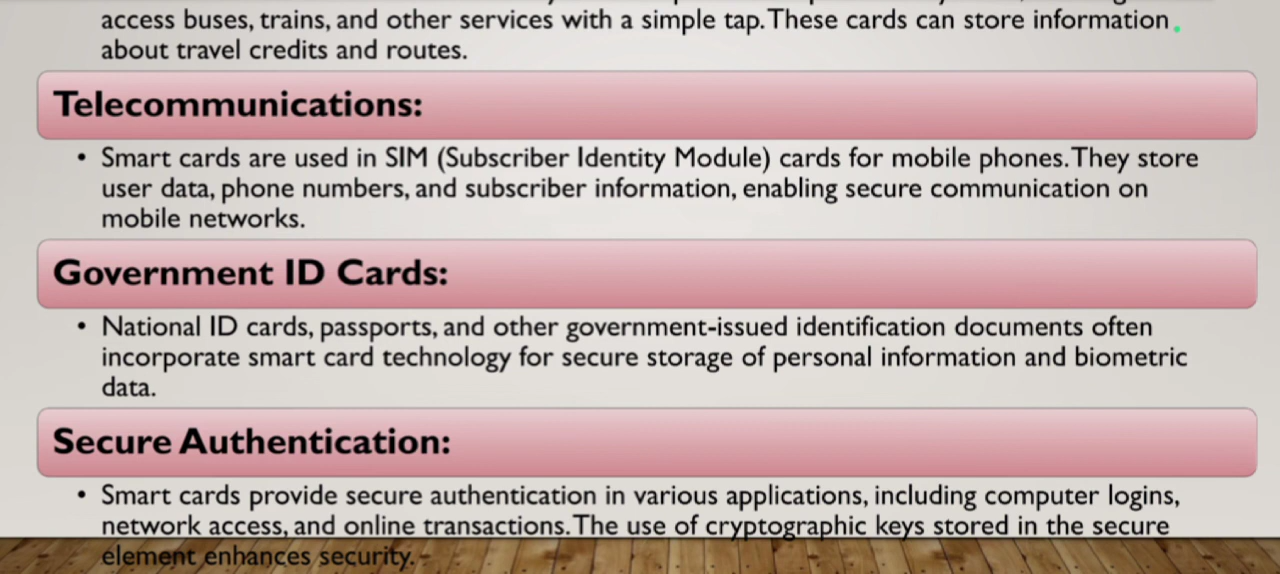 access buses, trains, and other services with a simple tap. These cards can store information
about travel credits and routes.
Telecommunications:
• Smart cards are used in SIM (Subscriber Identity Module) cards for mobile phones. They store
user data, phone numbers, and subscriber information, enabling secure communication on
mobile networks.
Government ID Cards:
• National ID cards, passports, and other government-issued identification documents often
incorporate smart card technology for secure storage of personal information and biometric
data.
Secure Authentication:
• Smart cards provide secure authentication in various applications, including computer logins,
network access, and online transactions. The use of cryptographic keys stored in the secure
element enhances security.